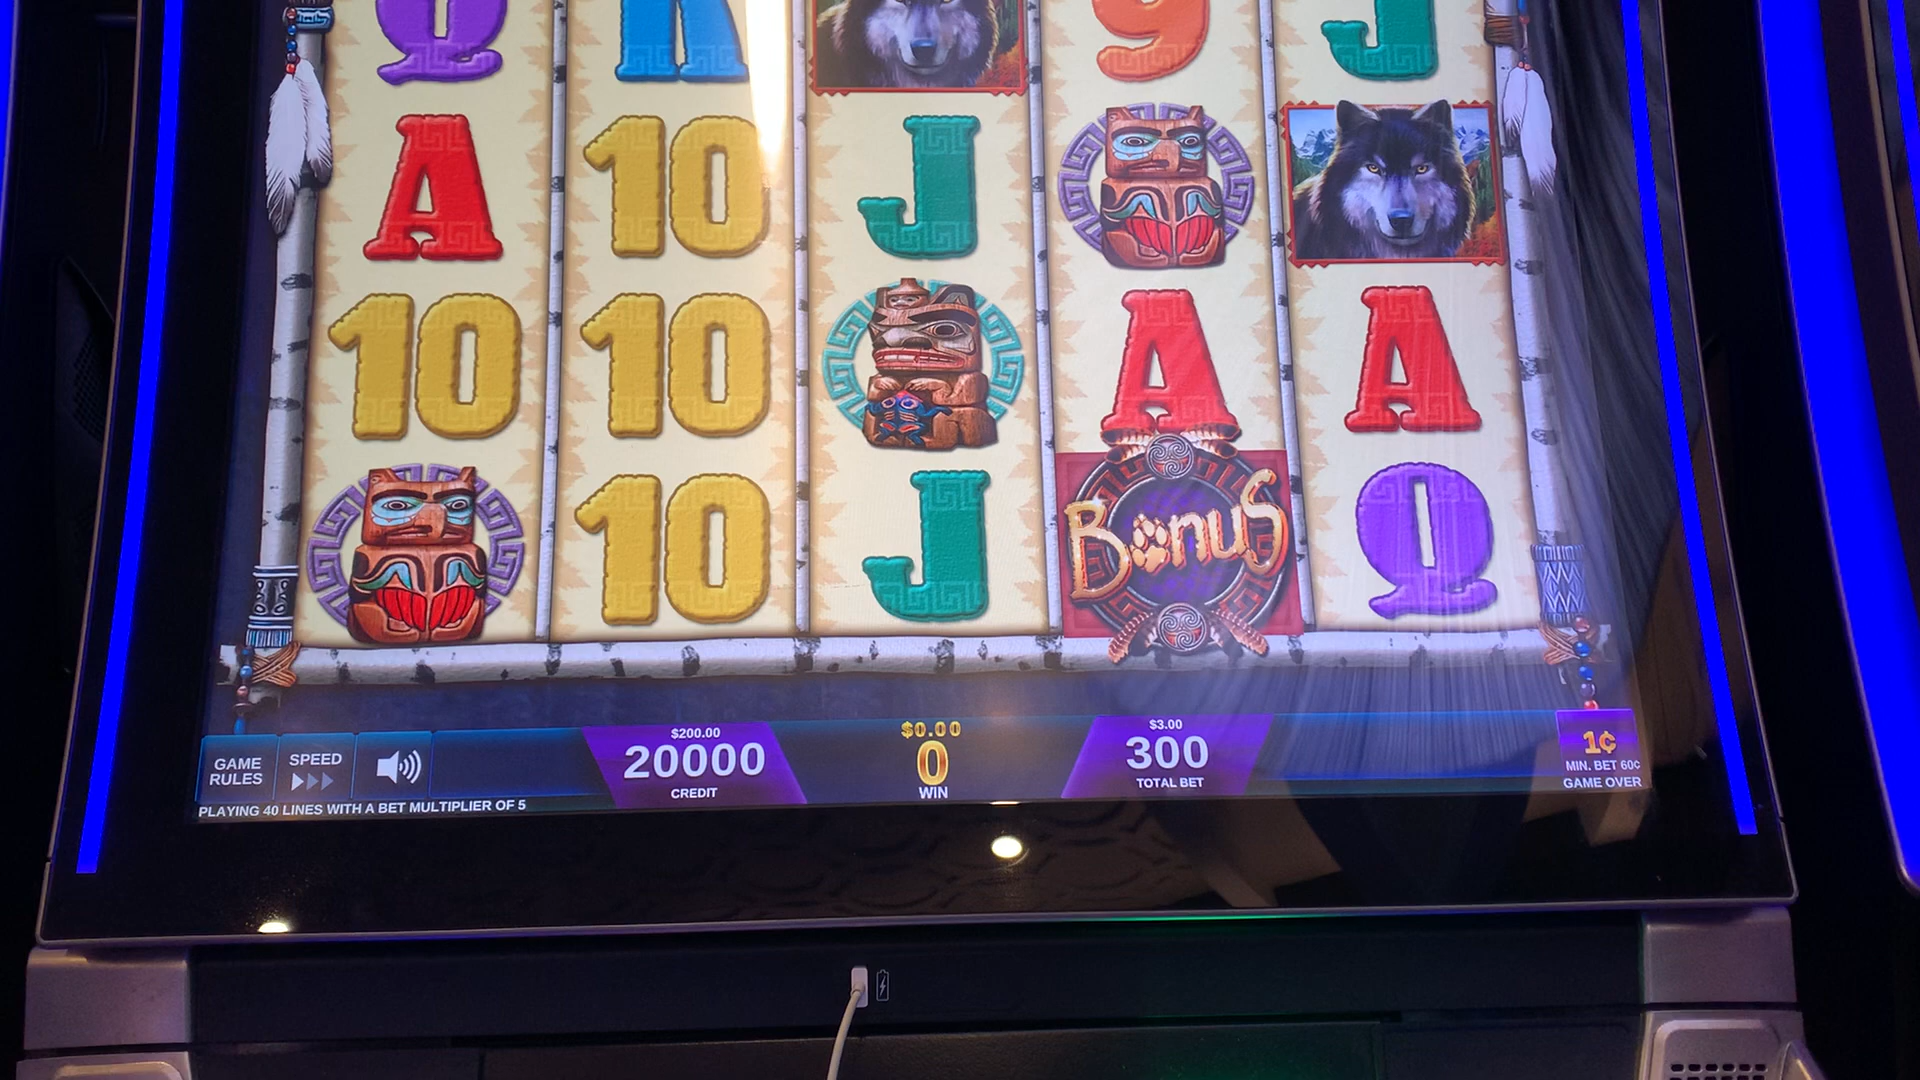 Q K 9 J
A 10 J
10 10 A A
10 J Bonus Q
GAME RULES
SPEED
$200.00
20000
CREDIT
$0.00
0
WIN
$3.00
300
TOTAL BET
1¢
MIN. BET 60¢
GAME OVER
PLAYING 40 LINES WITH A BET MULTIPLIER OF 5